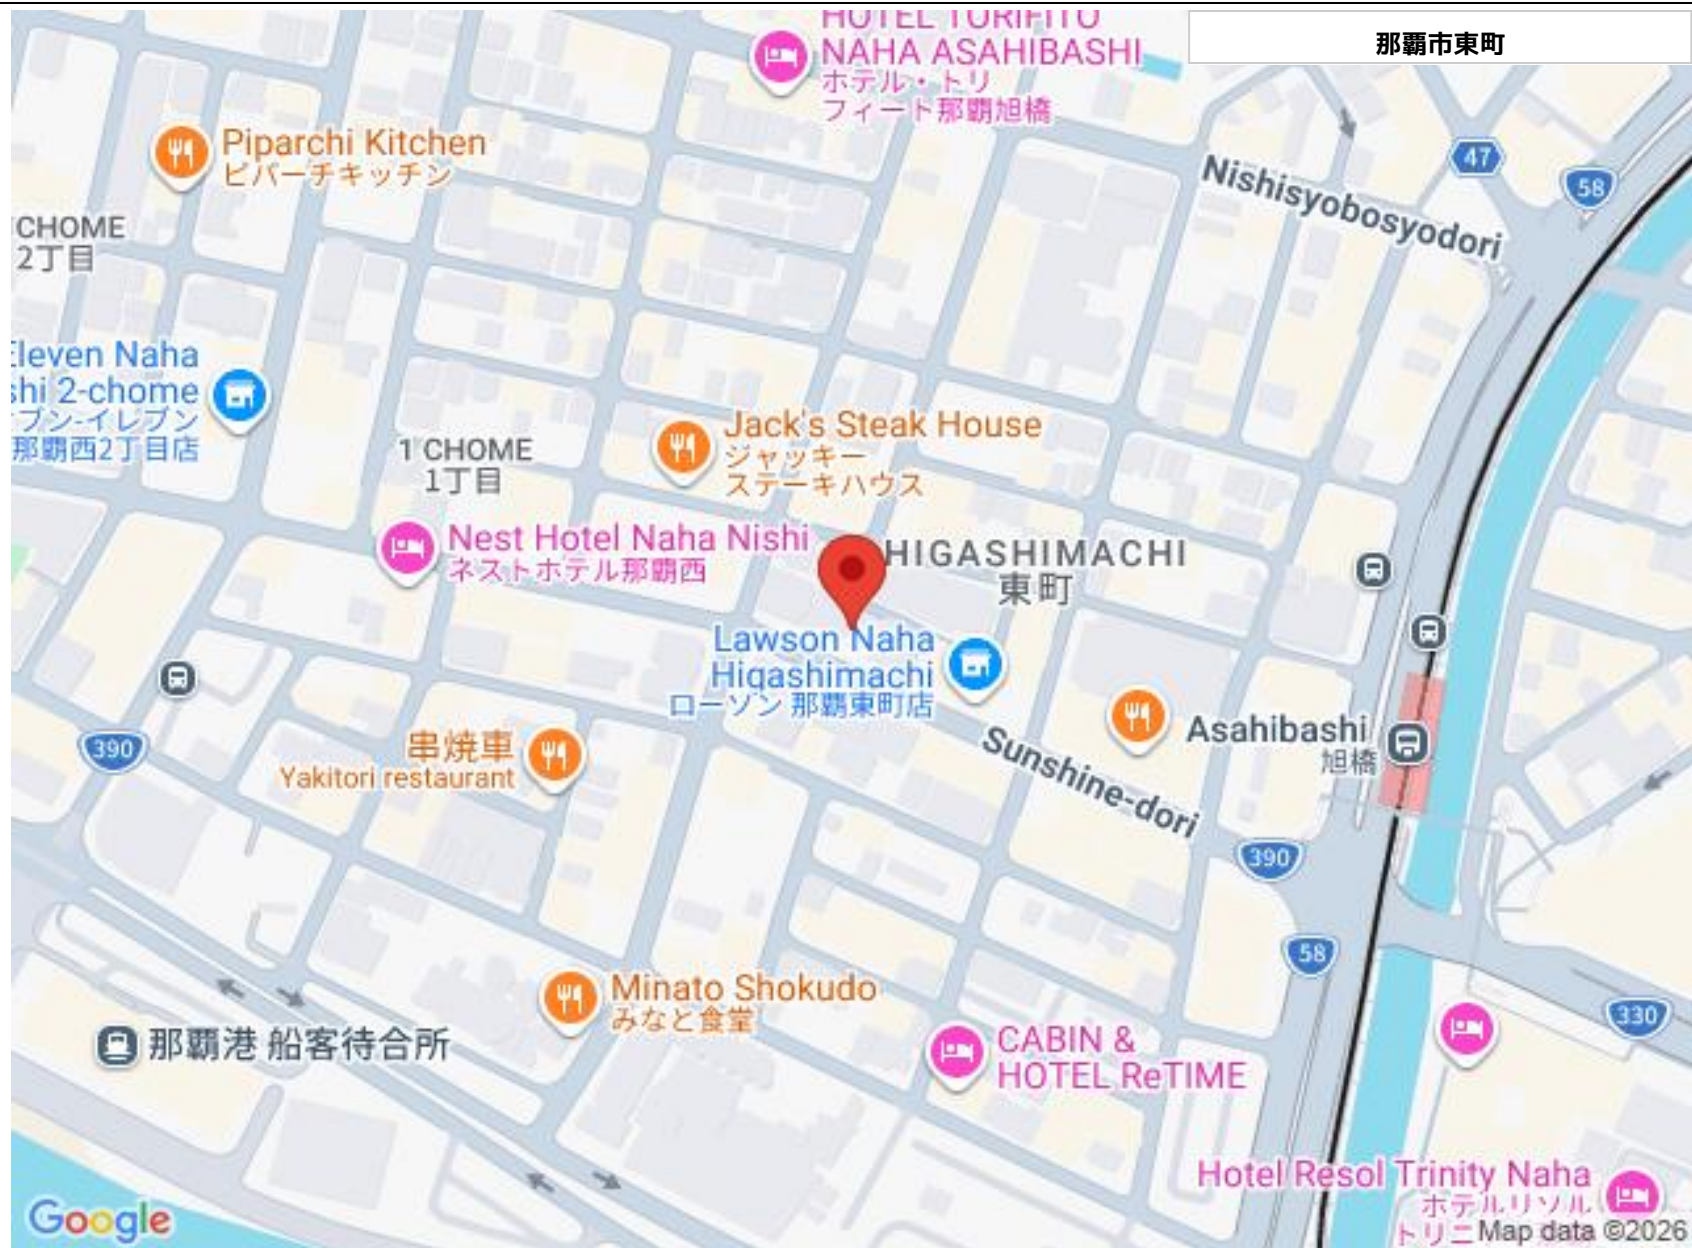 那覇市東町
HOTEL TORIFITO
NAHA ASAHIBASHI
ホテル・トリ
フィート那覇旭橋
Piparchi Kitchen
ピパーチキッチン
47
58
Nishisyobosyodori
CHOME
2丁目
Eleven Naha
shi 2-chome
ブン-イレブン
那覇西2丁目店
1 CHOME
1丁目
Jack's Steak House
ジャッキー
ステーキハウス
Nest Hotel Naha Nishi
ネストホテル那覇西
HIGASHIMACHI
東町
Lawson Naha
Higashimachi
ローソン 那覇東町店
Asahibashi
旭橋
Sunshine-dori
390
串焼車
Yakitori restaurant
390
58
330
Minato Shokudo
みなと食堂
那覇港 船客待合所
CABIN &
HOTEL ReTIME
Hotel Resol Trinity Naha
ホテルリソル
トリニ
Google
Map data ©2026